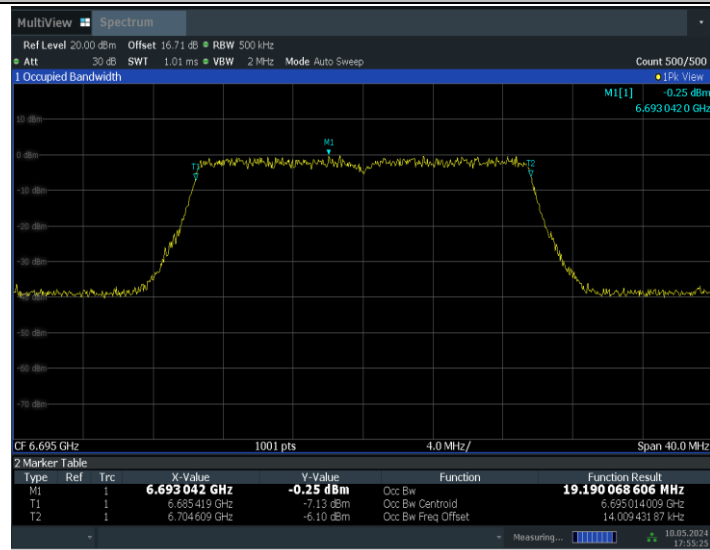 MultiView Spectrum
Ref Level 20.00 dBm Offset 16.71 dB RBW 500 kHz
Att 30 dB SWT 1.01 ms VBW 2 MHz Mode Auto Sweep Count 500/500
1 Occupied Bandwidth 1Pk View
M1[1] -0.25 dBm
6.693 042 0 GHz
10 dBm
M1
0 dBm
T1 T2
-10 dBm
-20 dBm
-30 dBm
-50 dBm
-60 dBm
-70 dBm
CF 6.695 GHz 1001 pts 4.0 MHz/ Span 40.0 MHz
2 Marker Table
Type Ref Trc X-Value Y-Value Function Function Result
M1 1 6.693 042 GHz -0.25 dBm Occ Bw 19.190 068 606 MHz
T1 1 6.685 419 GHz -7.13 dBm Occ Bw Centroid 6.695 014 009 GHz
T2 1 6.704 609 GHz -6.10 dBm Occ Bw Freq Offset 14.009 431 87 kHz
Measuring... 10.05.2024
17:55:25